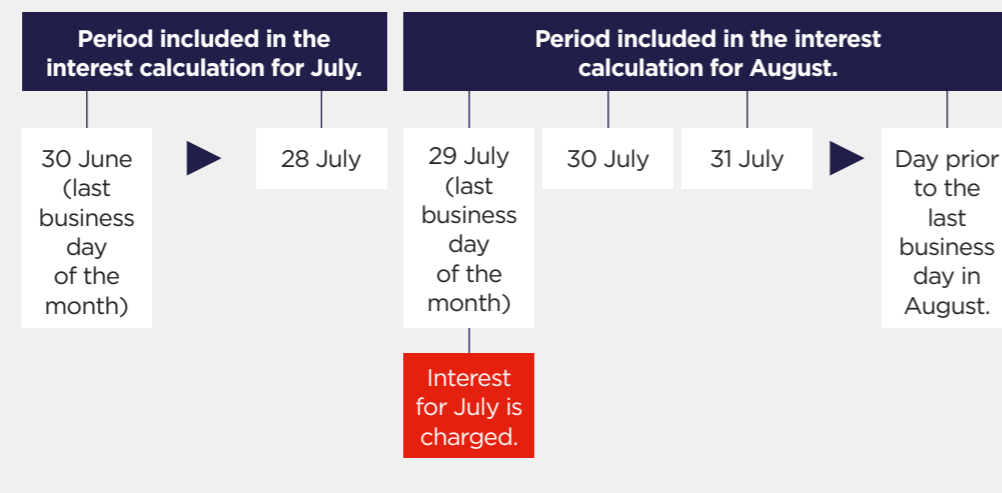 Period included in the
interest calculation for July.
Period included in the interest
calculation for August.
30 June
(last
business
day
of the
month)
28 July
29 July
(last
business
day
of the
month)
30 July
31 July
Day prior
to the
last
business
day in
August.
Interest
for July is
charged.